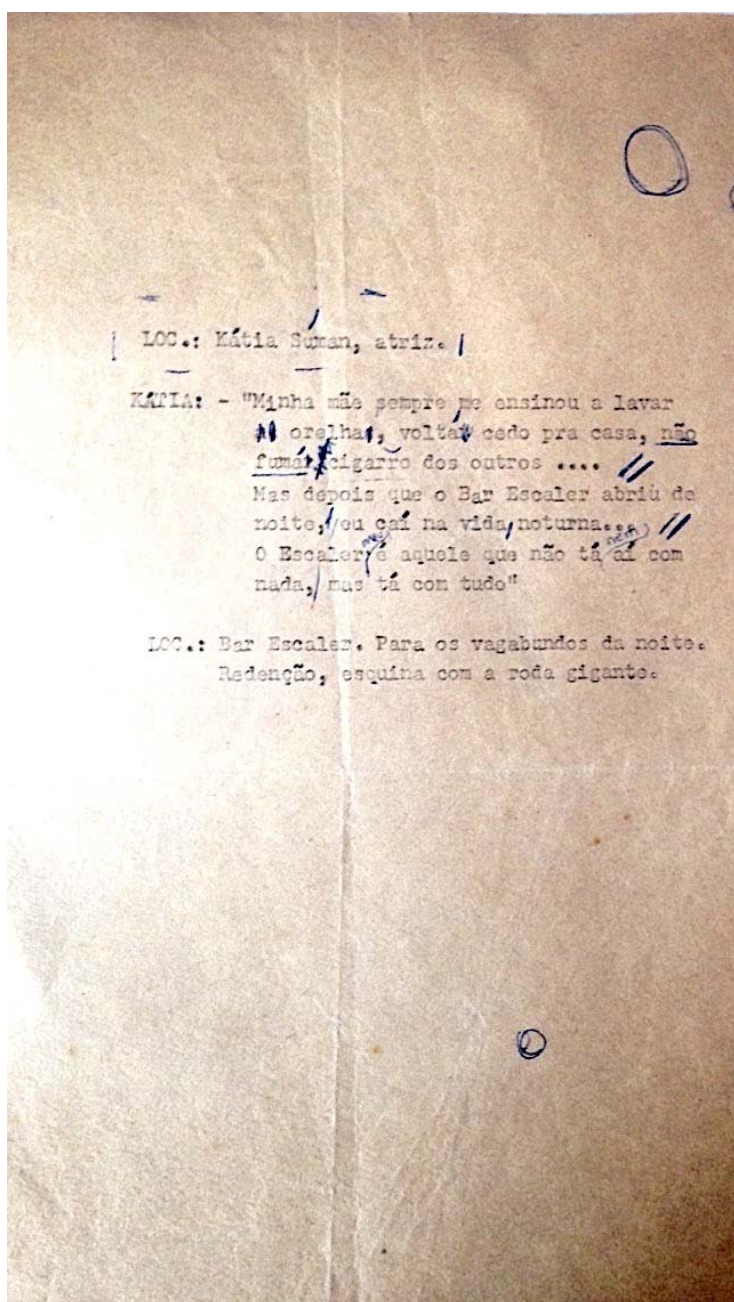 LOC.: Kátia Suman, atriz.
KÁTIA: - "Minha mãe sempre me ensinou a lavar
orelha, voltar cedo pra casa, não
fumar cigarro dos outros ....
Mas depois que o Bar Escaler abriu de
noite, eu caí na vida noturna...
O Escaler é aquele que não tá aí com
nada, mas tá com tudo"
LOC.: Bar Escaler. Para os vagabundos da noite.
Redenção, esquina com a roda gigante.